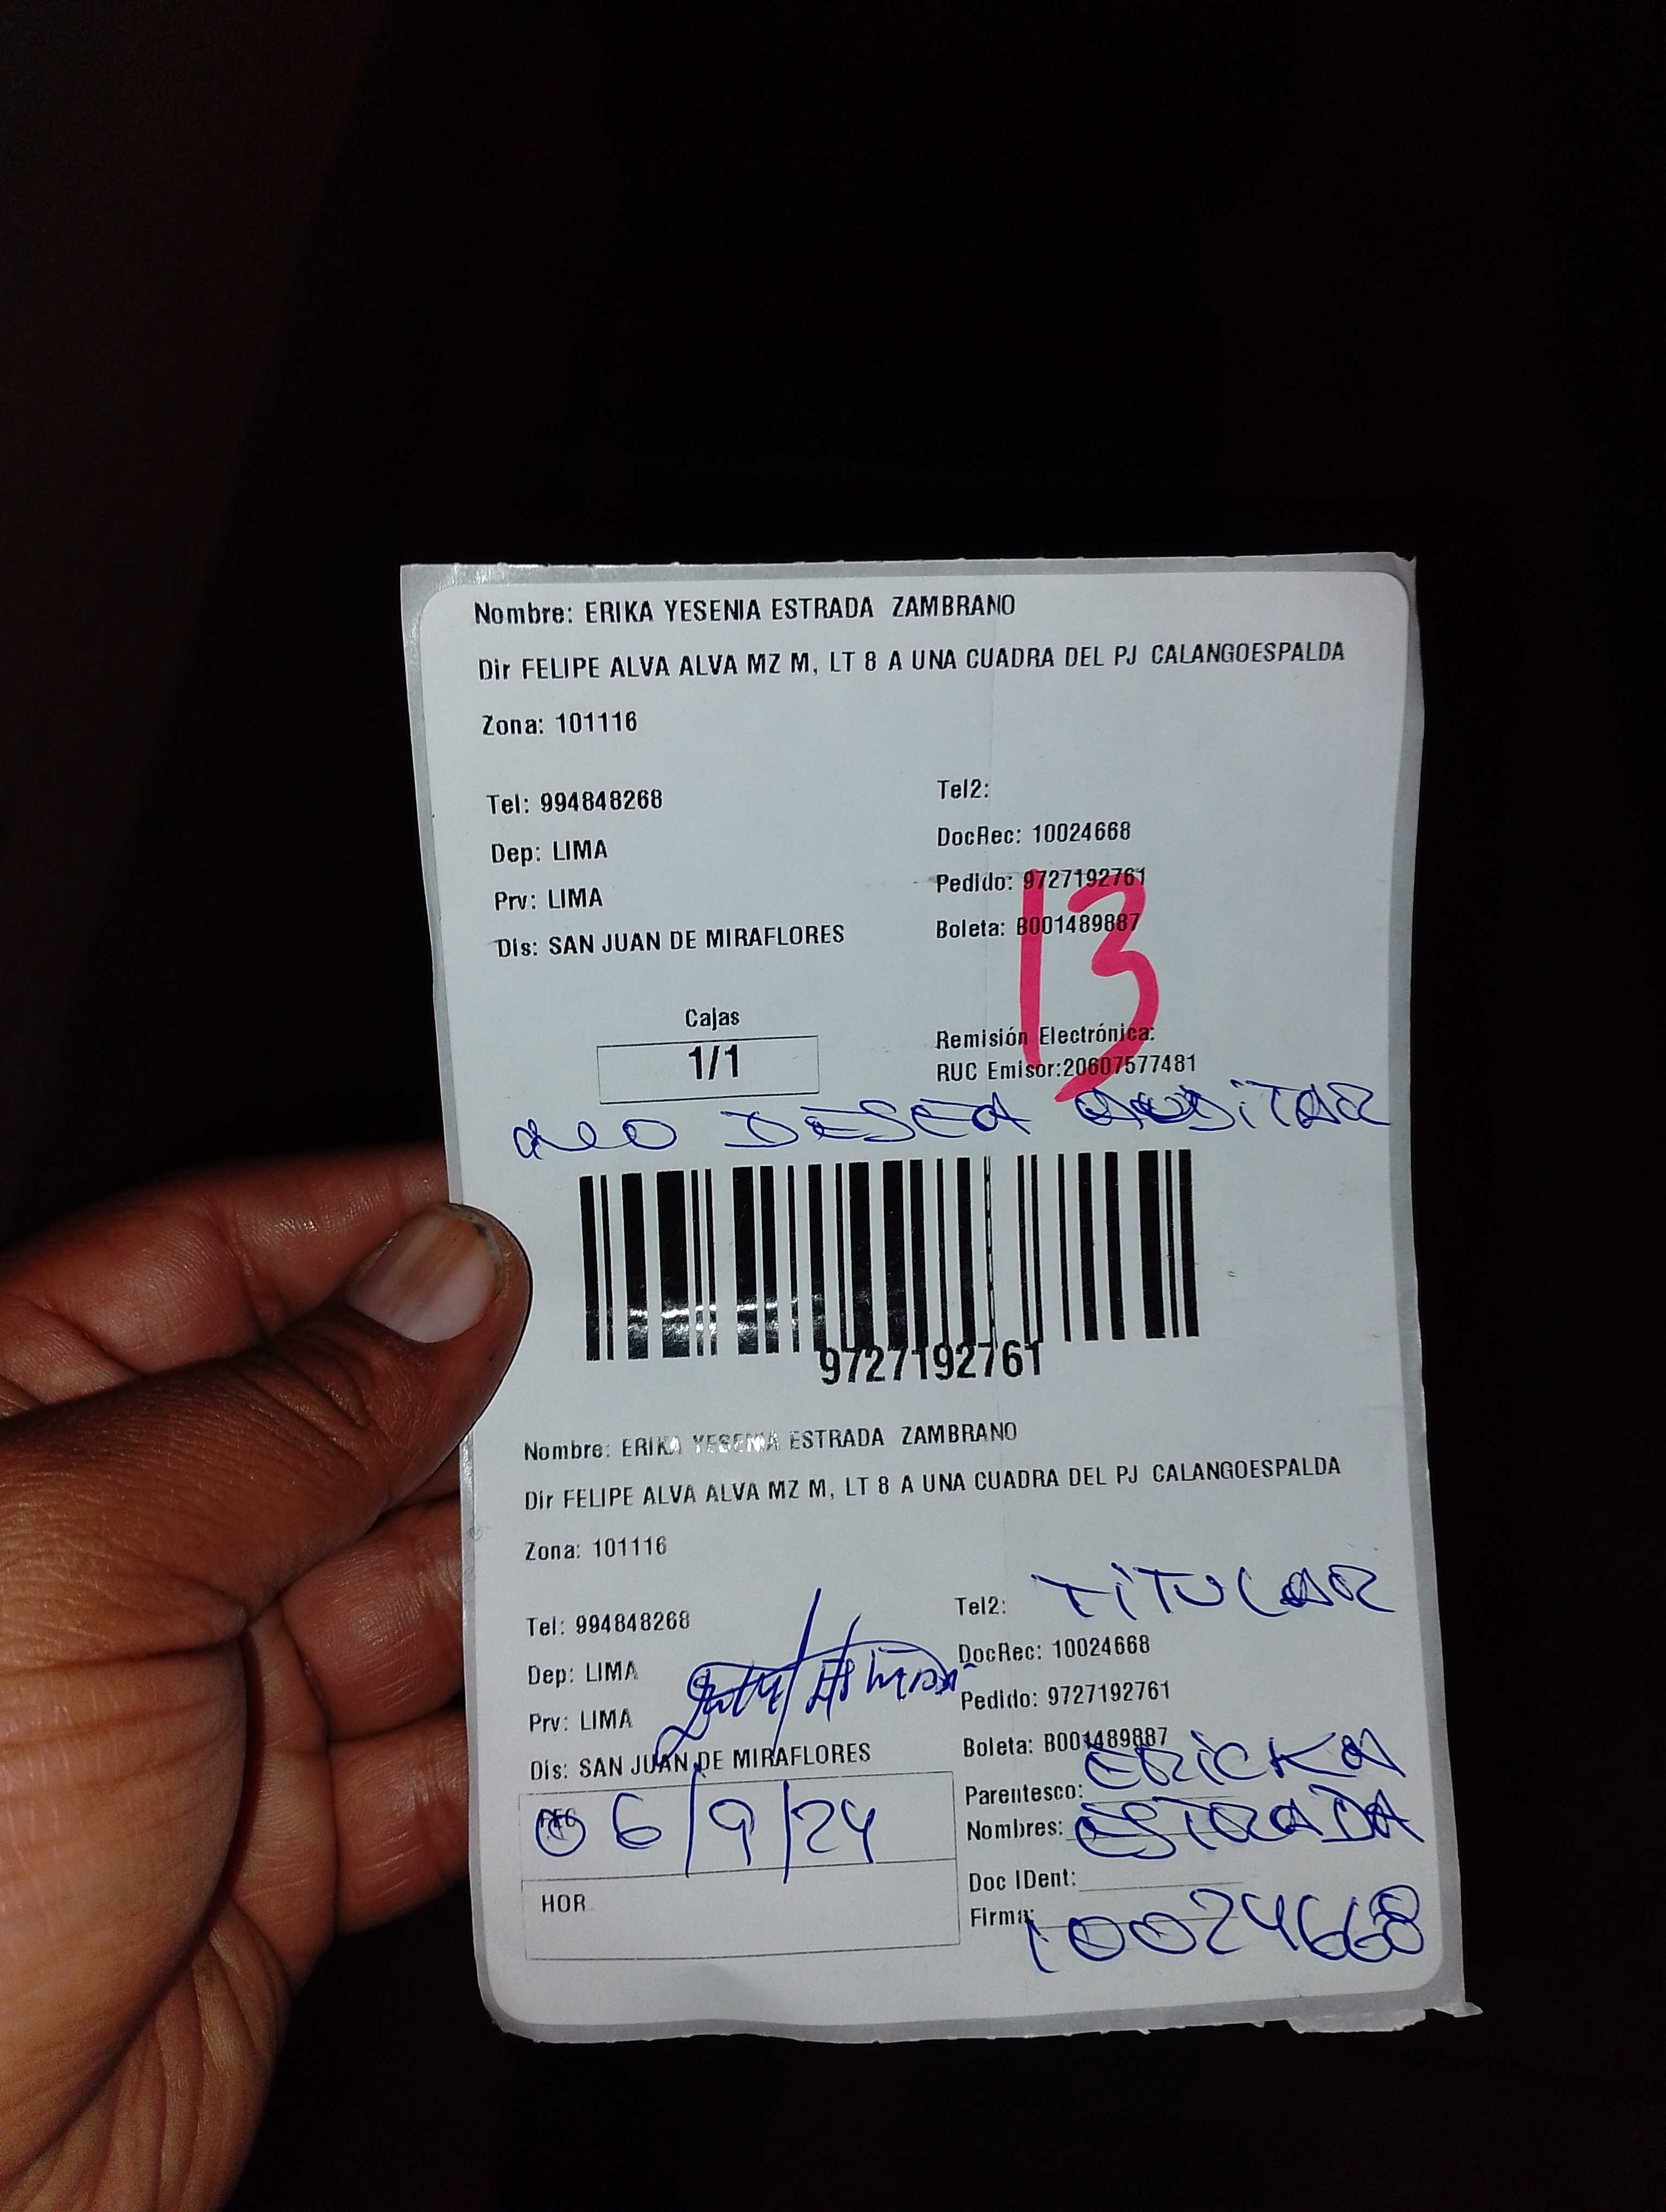 Nombre: ERIKA YESENIA ESTRADA ZAMBRANO
Dir FELIPE ALVA ALVA MZ M, LT 8 A UNA CUADRA DEL PJ CALANGOESPALDA
Zona: 101116
Tel: 994848268
Tel2:
DocRec: 10024668
Dep: LIMA
Pedido: 9727192761
Prv: LIMA
Boleta: B001489887
Dis: SAN JUAN DE MIRAFLORES
13
Cajas
1/1
Remisión Electrónica:
RUC Emisor:20607577481
NO DESEA AUDITAR
9727192761
Nombre: ERIKA YESENIA ESTRADA ZAMBRANO
Dir FELIPE ALVA ALVA MZ M, LT 8 A UNA CUADRA DEL PJ CALANGOESPALDA
Zona: 101116
Tel: 994848268
Tel2: TITULAR
DocRec: 10024668
Dep: LIMA
Pedido: 9727192761
Prv: LIMA
Boleta: B001489887
Dis: SAN JUAN DE MIRAFLORES
Parentesco: ERICKA
Nombres: ESTRADA
FEC 06/9/24
Doc IDent:
HOR
Firma: 10024668